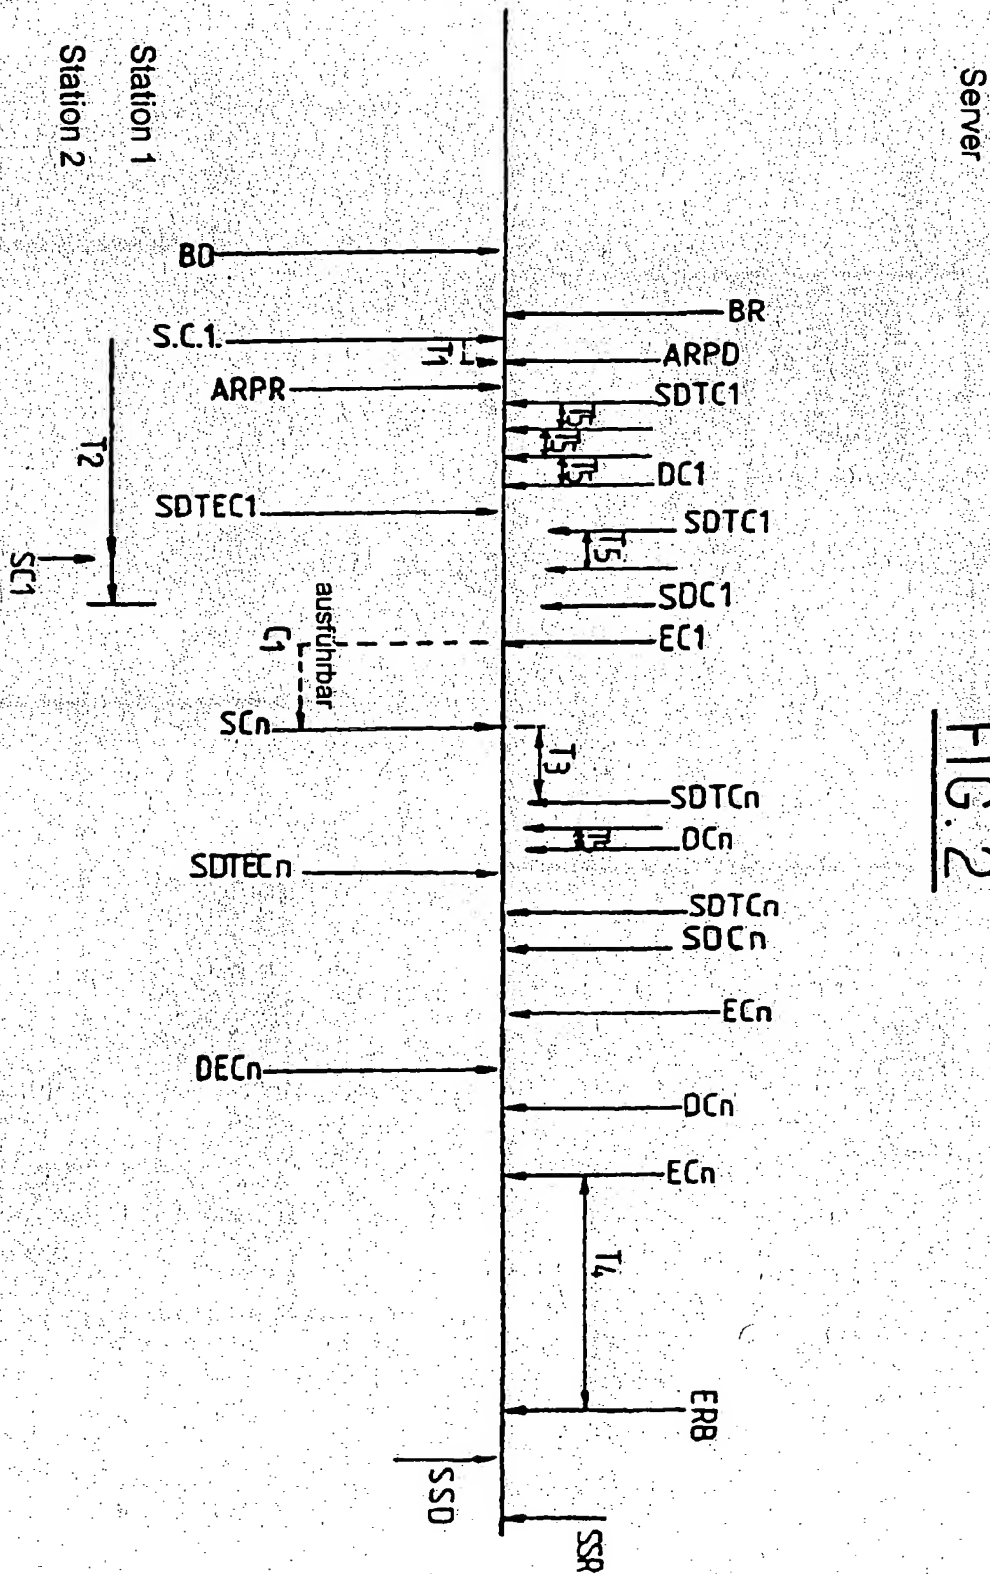 Server
Station 1
Station 2
FIG. 2
BD
BR
S.C.1.
T1
ARPD
ARPR
SDTC1
T5
T5
T5
DC1
T2
SDTEC1
SDTC1
T5
SC1
SDC1
ausführbar
C1
EC1
SCn
T3
SDTCn
DCn
SDTECn
SDTCn
SDCn
ECn
DECn
DCn
ECn
T4
ERB
SSD
SSR